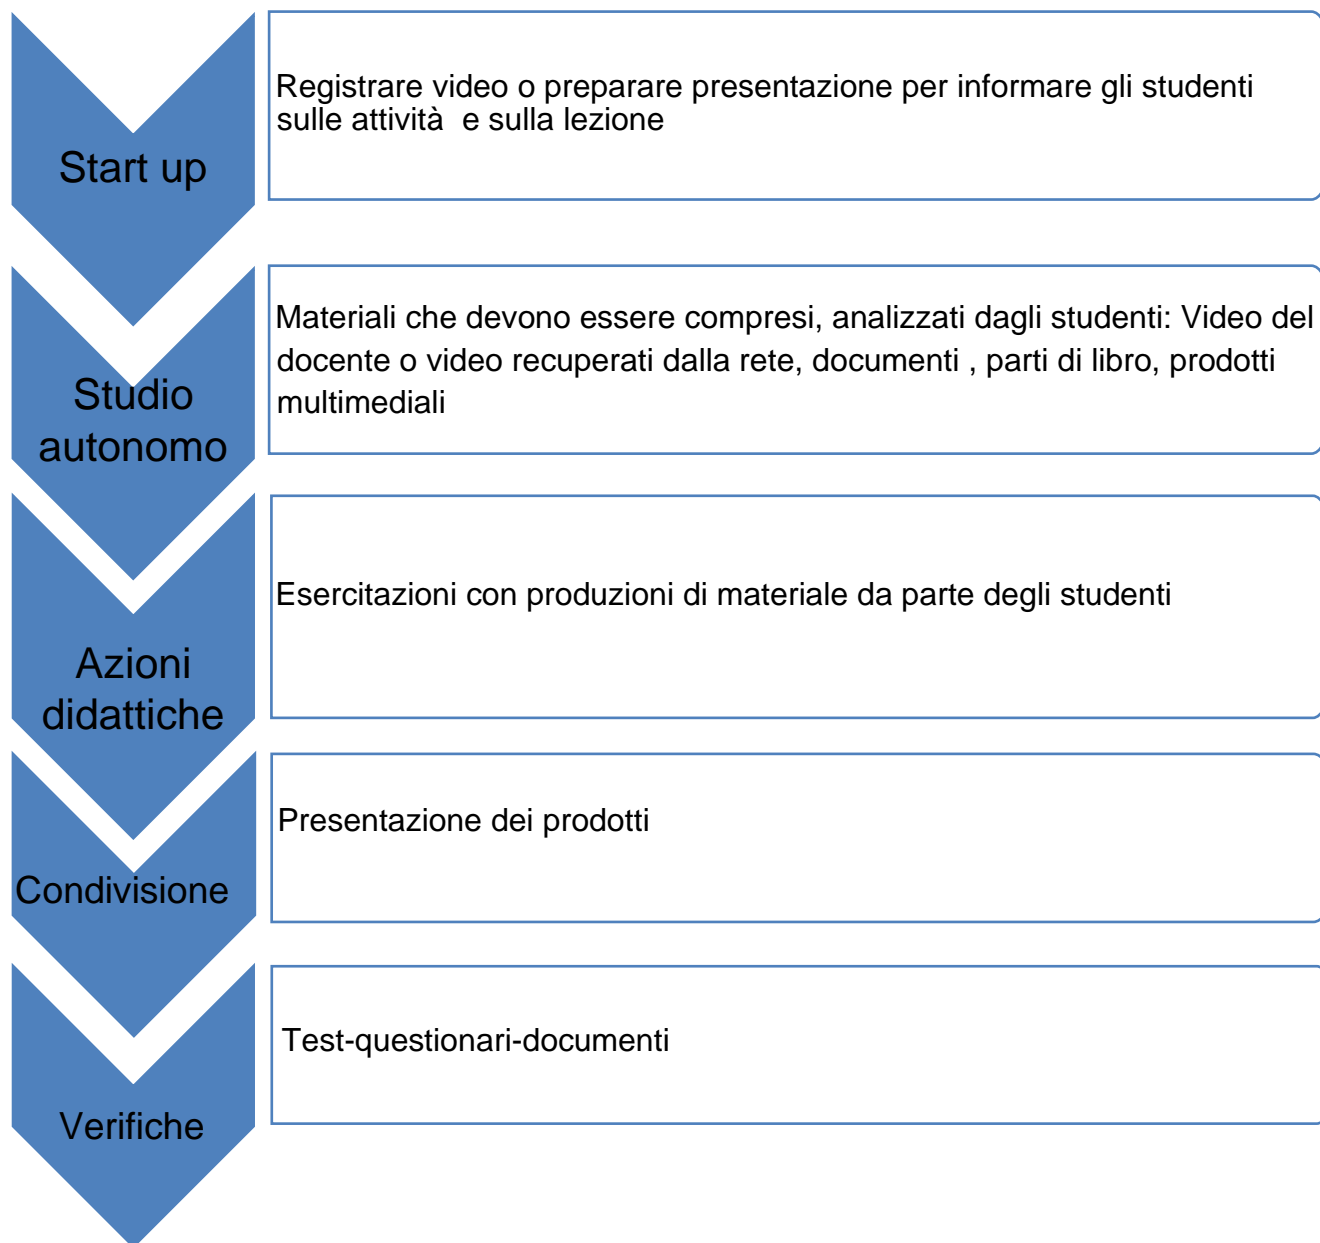 Start up
Registrare video o preparare presentazione per informare gli studenti
sulle attività  e sulla lezione
Studio
autonomo
Materiali che devono essere compresi, analizzati dagli studenti: Video del
docente o video recuperati dalla rete, documenti , parti di libro, prodotti
multimediali
Azioni
didattiche
Esercitazioni con produzioni di materiale da parte degli studenti
Condivisione
Presentazione dei prodotti
Verifiche
Test-questionari-documenti